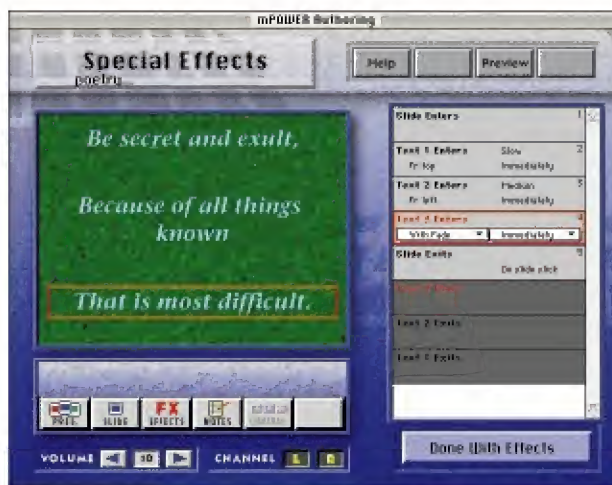 mPOWER Authoring
Special Effects
poetry
Help
Preview
Be secret and exult,
Because of all things
known
That is most difficult.
Slide Enters 1
Text 1 Enters Slow 2
Fr top Immediately
Text 2 Enters Medium 3
Fr left Immediately
Text 3 Enters 4
With Fade Immediately
Slide Exits 5
On slide click
Text 2 Exits
Text 1 Exits
PRES. SLIDE FX EFFECTS NOTES
VOLUME 10 CHANNEL L R
Done With Effects